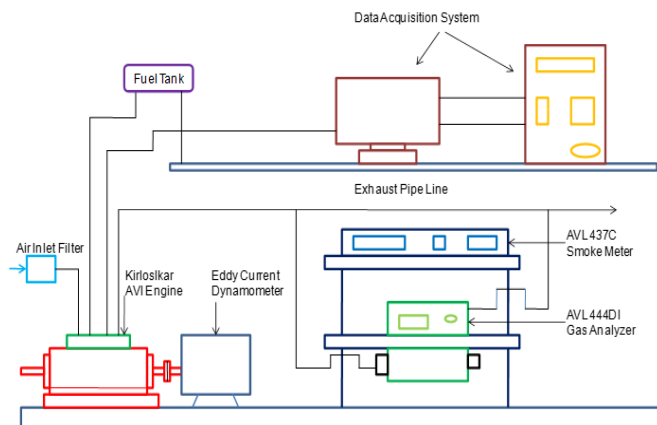 Data Acquisition System
Fuel Tank
Exhaust Pipe Line
Air Inlet Filter
Kirloslkar
AVI Engine
Eddy Current
Dynamometer
AVL 437C
Smoke Meter
AVL 444DI
Gas Analyzer